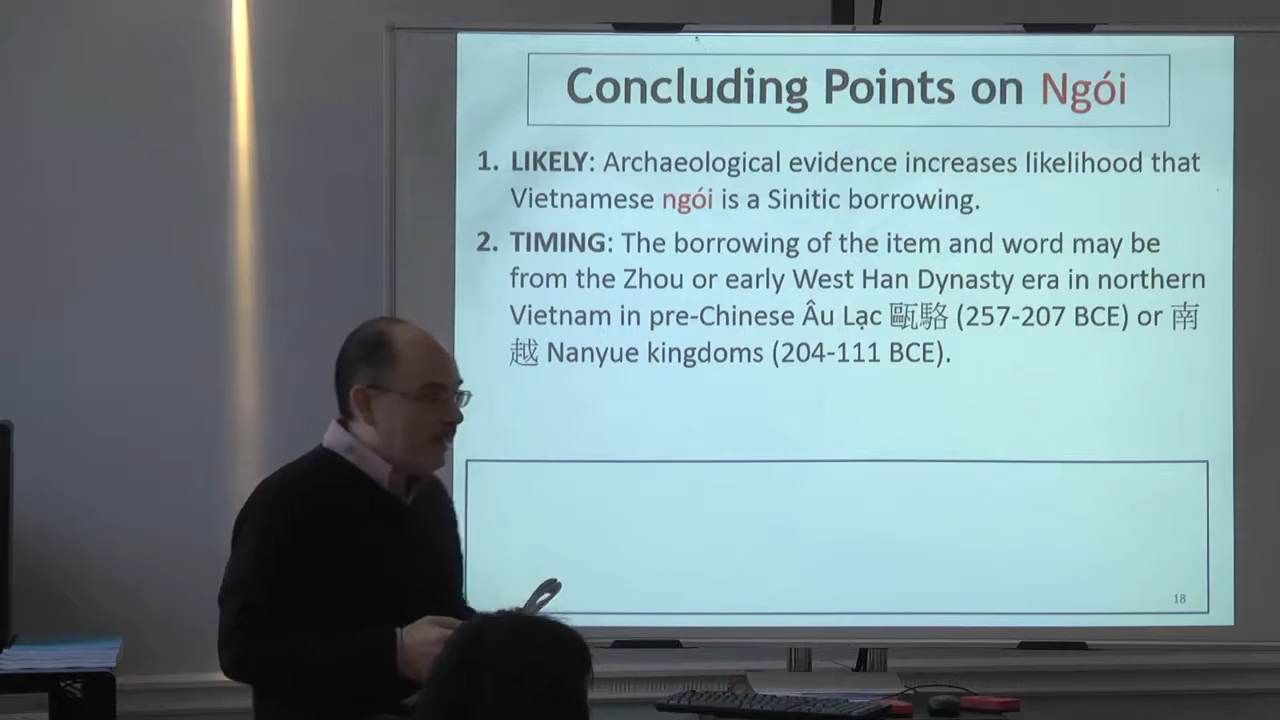 Concluding Points on Ngói
1. LIKELY: Archaeological evidence increases likelihood that
Vietnamese ngói is a Sinitic borrowing.
2. TIMING: The borrowing of the item and word may be
from the Zhou or early West Han Dynasty era in northern
Vietnam in pre-Chinese Âu Lạc 甌駱 (257-207 BCE) or 南
越 Nanyue kingdoms (204-111 BCE).
18